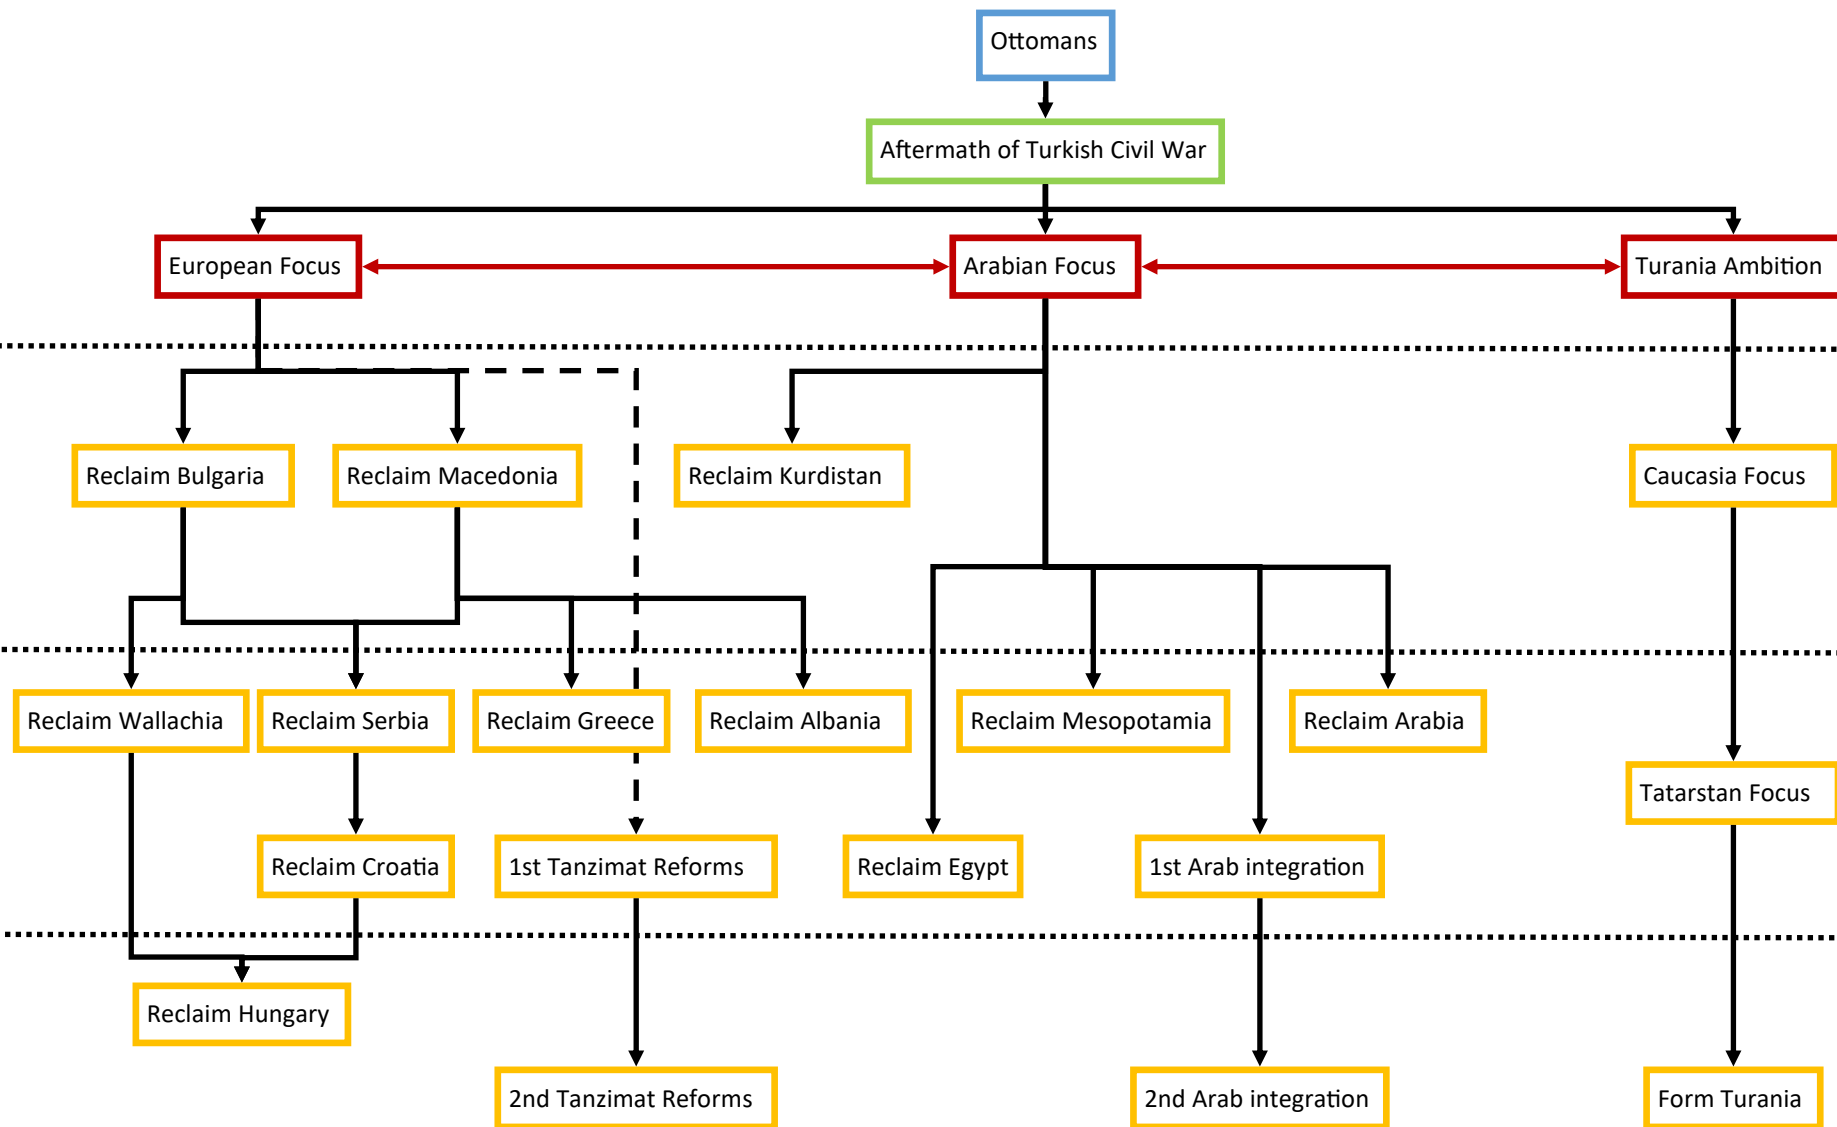 Ottomans
Aftermath of Turkish Civil War
European Focus
Arabian Focus
Turania Ambition
Reclaim Bulgaria
Reclaim Macedonia
Reclaim Kurdistan
Caucasia Focus
Reclaim Wallachia
Reclaim Serbia
Reclaim Greece
Reclaim Albania
Reclaim Mesopotamia
Reclaim Arabia
Tatarstan Focus
Reclaim Croatia
1st Tanzimat Reforms
Reclaim Egypt
1st Arab integration
Reclaim Hungary
2nd Tanzimat Reforms
2nd Arab integration
Form Turania